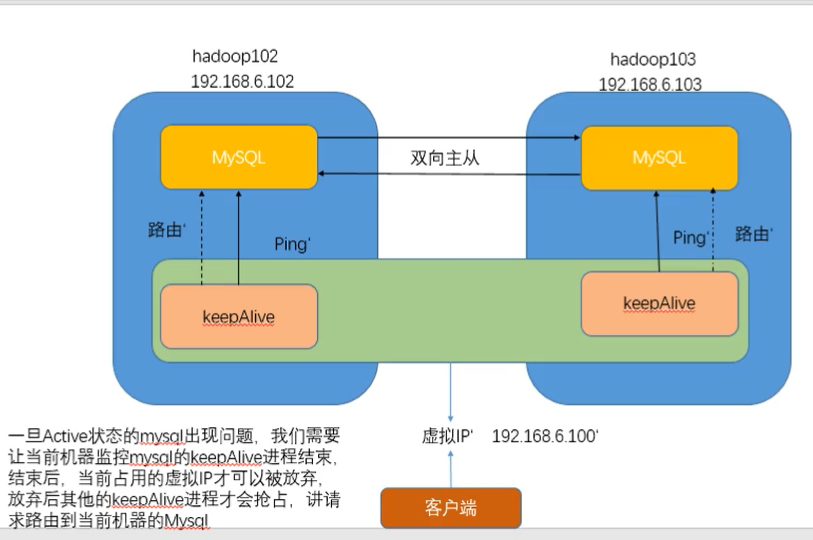 hadoop102
192.168.6.102
hadoop103
192.168.6.103
MySQL
双向主从
MySQL
路由'
Ping'
Ping'
路由'
keepAlive
keepAlive
虚拟IP' 192.168.6.100'
一旦Active状态的mysql出现问题，我们需要
让当前机器监控mysql的keepAlive进程结束，
结束后，当前占用的虚拟IP才可以被放弃，
放弃后其他的keepAlive进程才会抢占，讲请
求路由到当前机器的Mysql
客户端